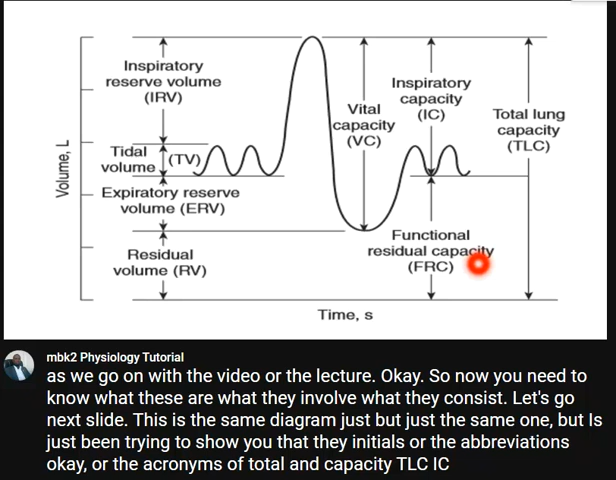 Inspiratory
reserve volume
(IRV)
Tidal
volume
(TV)
Expiratory reserve
volume (ERV)
Residual
volume (RV)
Volume, L
Vital
capacity
(VC)
Inspiratory
capacity
(IC)
Functional
residual capacity
(FRC)
Total lung
capacity
(TLC)
Time, s
mbk2 Physiology Tutorial
as we go on with the video or the lecture. Okay. So now you need to
know what these are what they involve what they consist. Let's go
next slide. This is the same diagram just but just the same one, but Is
just been trying to show you that they initials or the abbreviations
okay, or the acronyms of total and capacity TLC IC